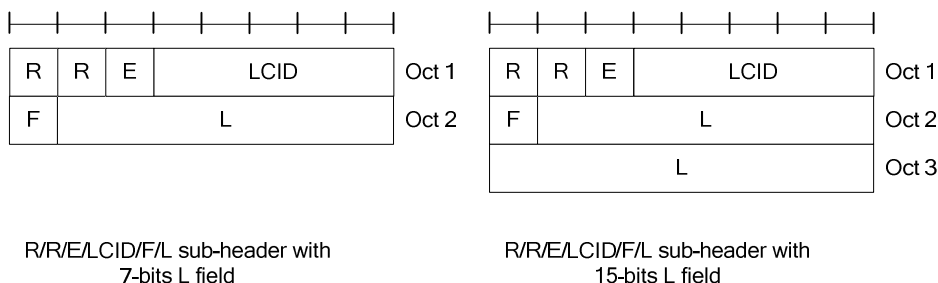 R R E LCID Oct 1
F L Oct 2
R/R/E/LCID/F/L sub-header with
7-bits L field
R R E LCID Oct 1
F L Oct 2
L Oct 3
R/R/E/LCID/F/L sub-header with
15-bits L field